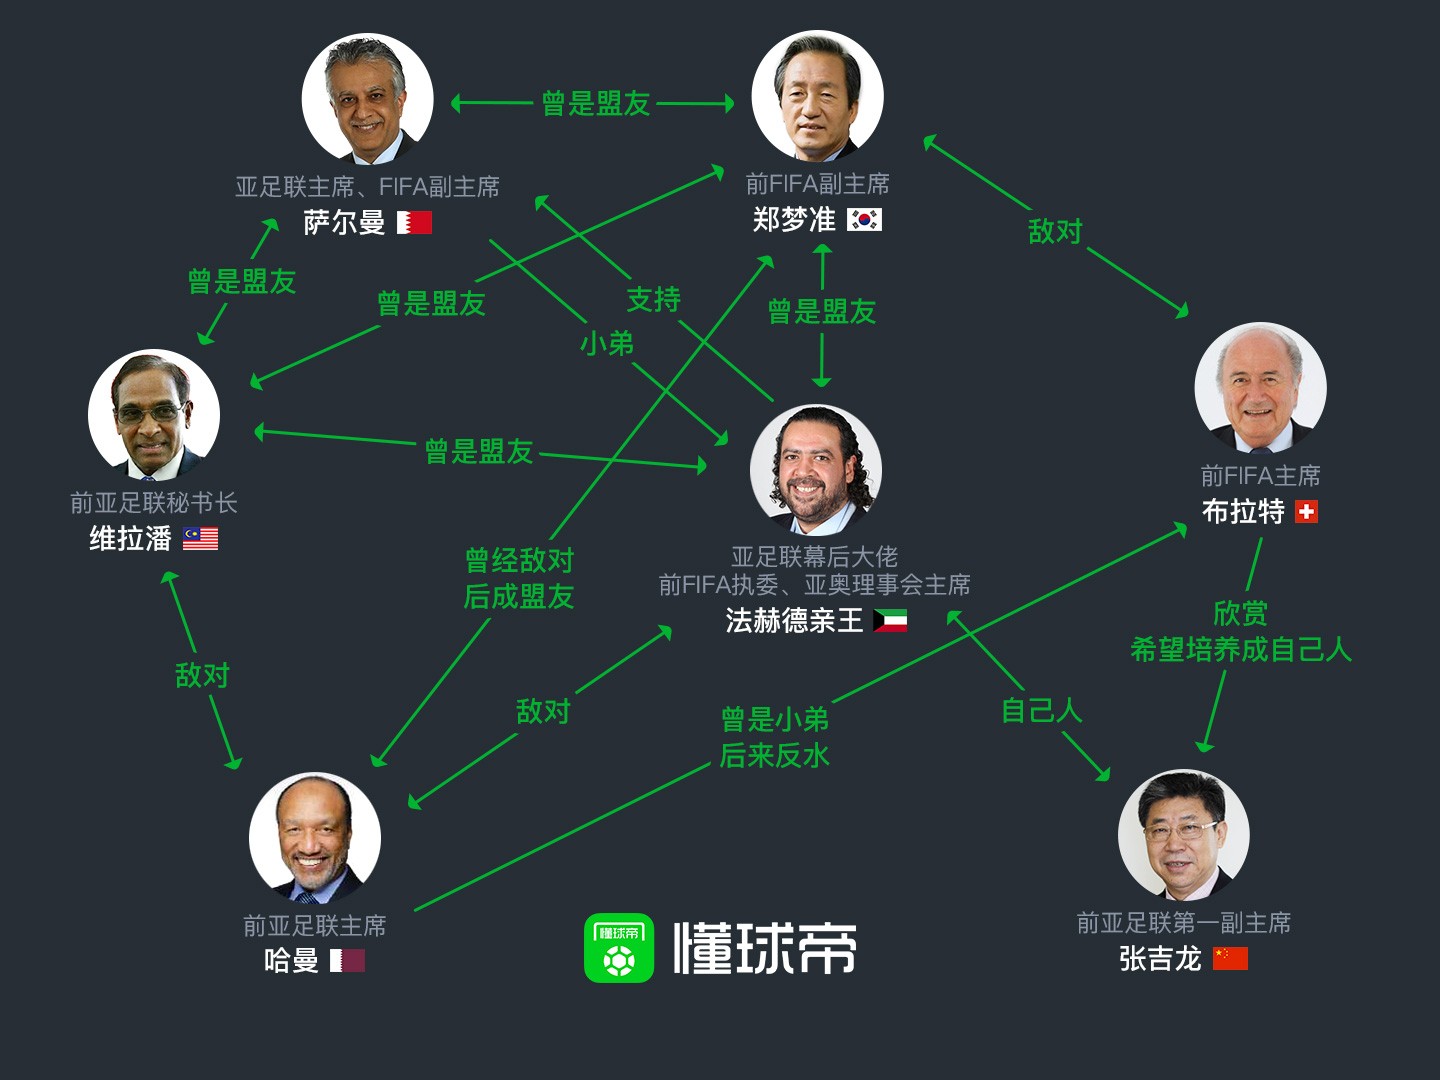 曾是盟友
亚足联主席、FIFA副主席
萨尔曼
前FIFA副主席
郑梦准
敌对
曾是盟友
曾是盟友
支持
曾是盟友
小弟
前亚足联秘书长
维拉潘
曾是盟友
前FIFA主席
布拉特
曾经敌对
后成盟友
亚足联幕后大佬
前FIFA执委、亚奥理事会主席
法赫德亲王
欣赏
希望培养成自己人
敌对
敌对
曾是小弟
后来反水
自己人
前亚足联主席
哈曼
懂球帝
懂球帝
前亚足联第一副主席
张吉龙